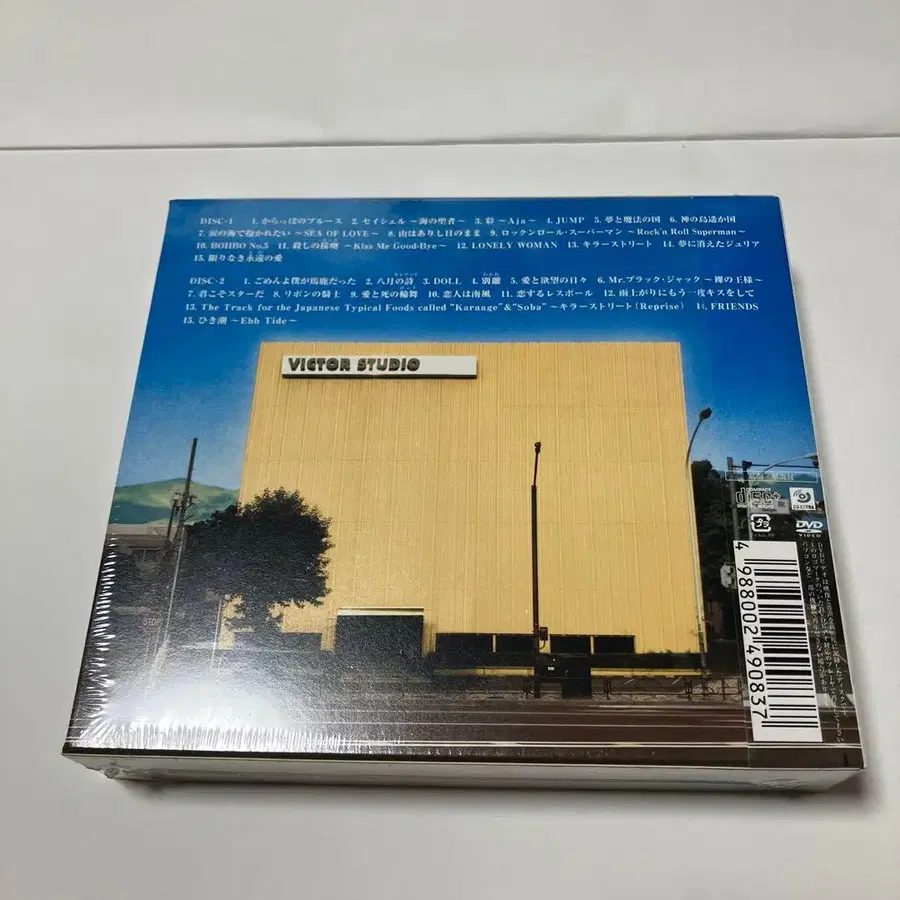 DISC-1 1. からっぽのブルース 2. セイシェル ～海の聖者～ 3. 彩 ～Aja～ 4. JUMP 5. 夢と魔法の国 6. 神の島遥か国
7. 涙の海で抱かれたい ～SEA OF LOVE～ 8. 山はありし日のまま 9. ロックンロール・スーパーマン ～Rock'n Roll Superman～
10. BOHBO No.5 11. 殺しの接吻 ～Kiss Me Good-Bye～ 12. LONELY WOMAN 13. キラーストリート 14. 夢に消えたジュリア
15. 限りなき永遠の愛
DISC-2 1. ごめんよ僕が馬鹿だった 2. 八月の詩 3. DOLL 4. 別離 5. 愛と欲望の日々 6. Mr.ブラック・ジャック ～裸の王様～
7. 君こそスターだ 8. リボンの騎士 9. 愛と死の輪舞 10. 恋人は南風 11. 恋するレスポール 12. 雨上がりにもう一度キスをして
13. The Track for the Japanese Typical Foods called "Karaage" & "Soba" ～キラーストリート (Reprise) 14. FRIENDS
15. ひき潮 ～Ebb Tide～
VICTOR STUDIO
STOP
COMPACT
disc
CD EXTRA
DVD
VIDEO
4 988002 490837